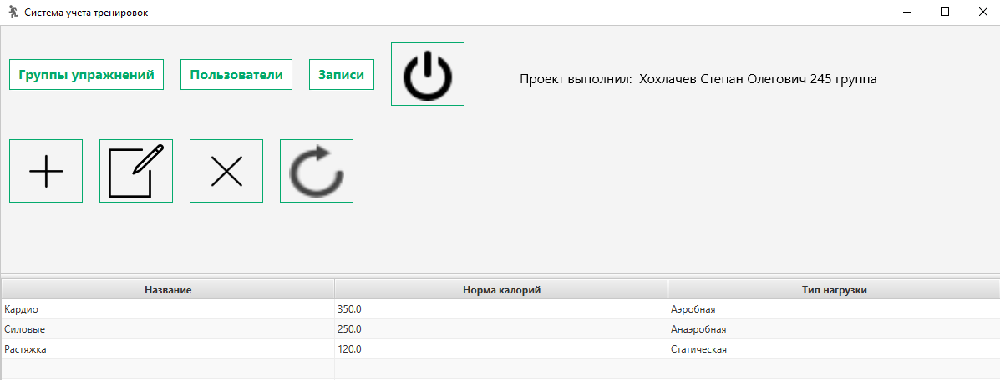 Система учета тренировок
Группы упражнений Пользователи Записи Проект выполнил: Хохлачев Степан Олегович 245 группа
Название Норма калорий Тип нагрузки
Кардио 350.0 Аэробная
Силовые 250.0 Анаэробная
Растяжка 120.0 Статическая